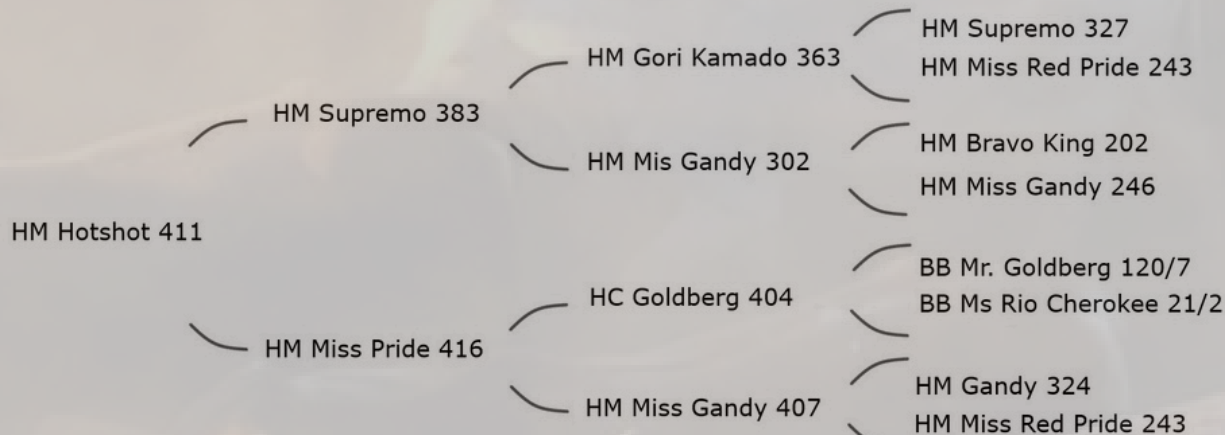 HM Supremo 327
HM Gori Kamado 363
HM Miss Red Pride 243
HM Supremo 383
HM Bravo King 202
HM Mis Gandy 302
HM Miss Gandy 246
HM Hotshot 411
BB Mr. Goldberg 120/7
HC Goldberg 404
BB Ms Rio Cherokee 21/2
HM Miss Pride 416
HM Gandy 324
HM Miss Gandy 407
HM Miss Red Pride 243